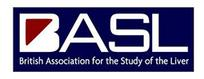 BASL
British Association for the Study of the Liver